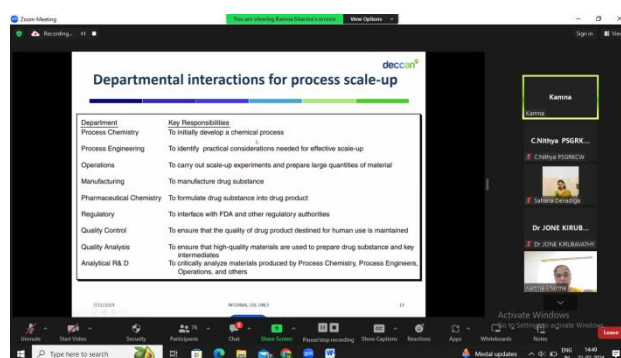 Zoom Meeting
You are viewing Kamna Sharma's screen View Options
Recording...
Sign in
deccan
Departmental interactions for process scale-up
Department Key Responsibilities
Process Chemistry To initially develop a chemical process
Process Engineering To identify practical considerations needed for effective scale-up
Operations To carry out scale-up experiments and prepare large quantities of material
Manufacturing To manufacture drug substance
Pharmaceutical Chemistry To formulate drug substance into drug product
Regulatory To interface with FDA and other regulatory authorities
Quality Control To ensure that the quality of drug product destined for human use is maintained
Quality Analysis To ensure that high-quality materials are used to prepare drug substance and key
intermediates
Analytical R& D To critically analyze materials produced by Process Chemistry, Process Engineers,
Operations, and others
INTERNAL USE ONLY 14
Kamna
Kamna
C.Nithya PSGRK...
C.Nithya PSGRKCW
Safiana Devadiga
Dr JONE KIRUB...
Dr JONE KIRUBAVATHY
Kamna Sharma
Activate Windows
Go to Settings to activate Windows.
Unmute Start Video Security Participants 76 Chat Share Screen Pause/stop recording Show Captions Reactions Apps Whiteboards Notes Leave
Type here to search
Medal updates ENG 14:49